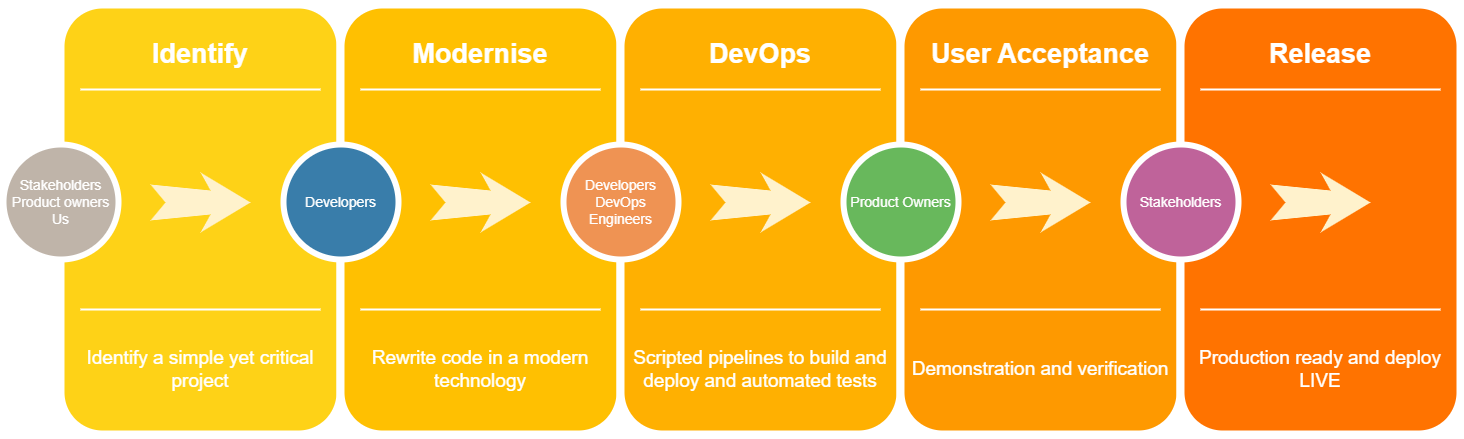 Identify
Modernise
DevOps
User Acceptance
Release
Stakeholders
Product owners
Us
Developers
Developers
DevOps
Engineers
Product Owners
Stakeholders
Identify a simple yet critical
project
Rewrite code in a modern
technology
Scripted pipelines to build and
deploy and automated tests
Demonstration and verification
Production ready and deploy
LIVE